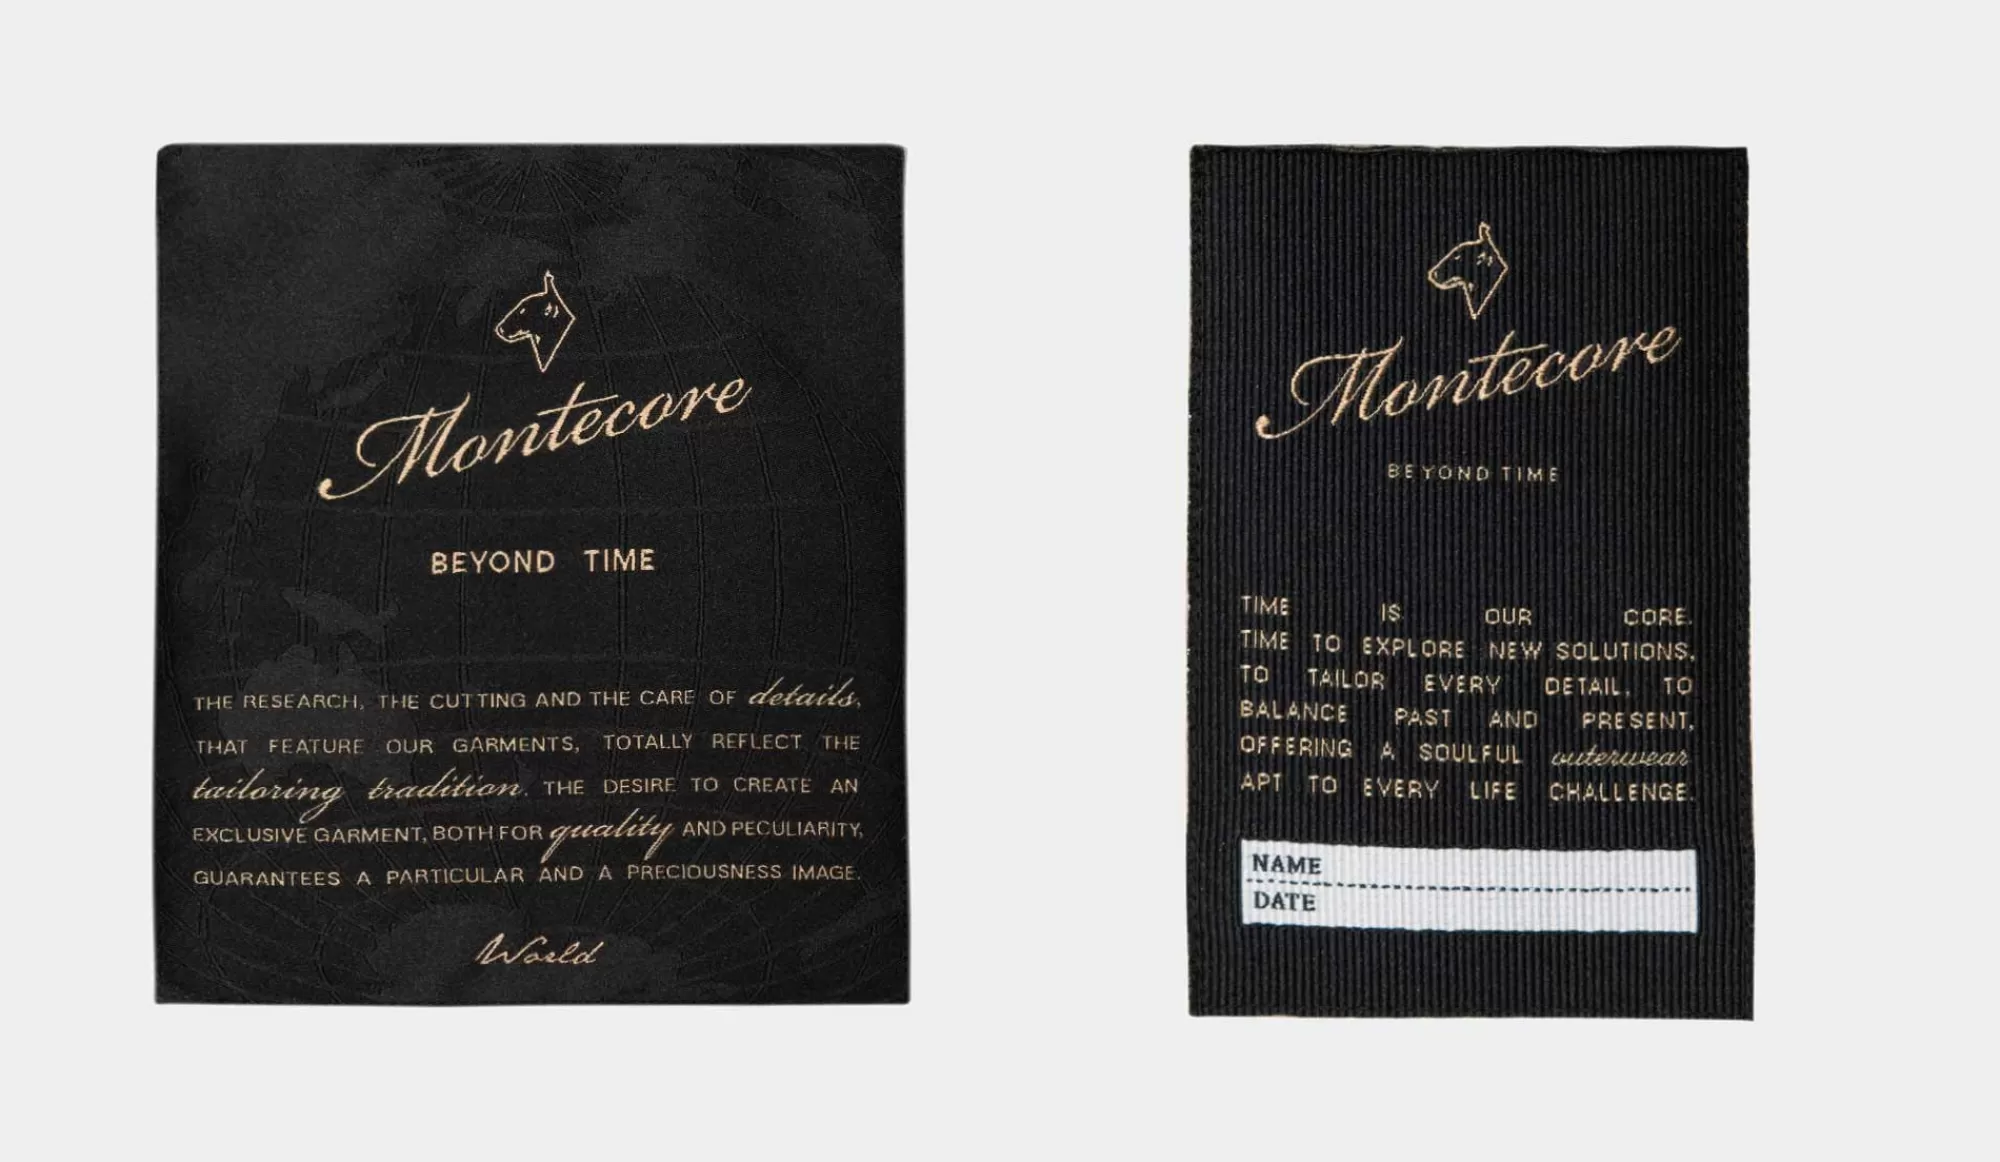 Montecore
BEYOND TIME
THE RESEARCH, THE CUTTING AND THE CARE OF details,
THAT FEATURE OUR GARMENTS, TOTALLY REFLECT THE
tailoring tradition. THE DESIRE TO CREATE AN
EXCLUSIVE GARMENT, BOTH FOR quality AND PECULIARITY,
GUARANTEES A PARTICULAR AND A PRECIOUSNESS IMAGE.
World
Montecore
BEYOND TIME
TIME IS OUR CORE.
TIME TO EXPLORE NEW SOLUTIONS,
TO TAILOR EVERY DETAIL, TO
BALANCE PAST AND PRESENT,
OFFERING A SOULFUL outerwear
APT TO EVERY LIFE CHALLENGE.
NAME
DATE